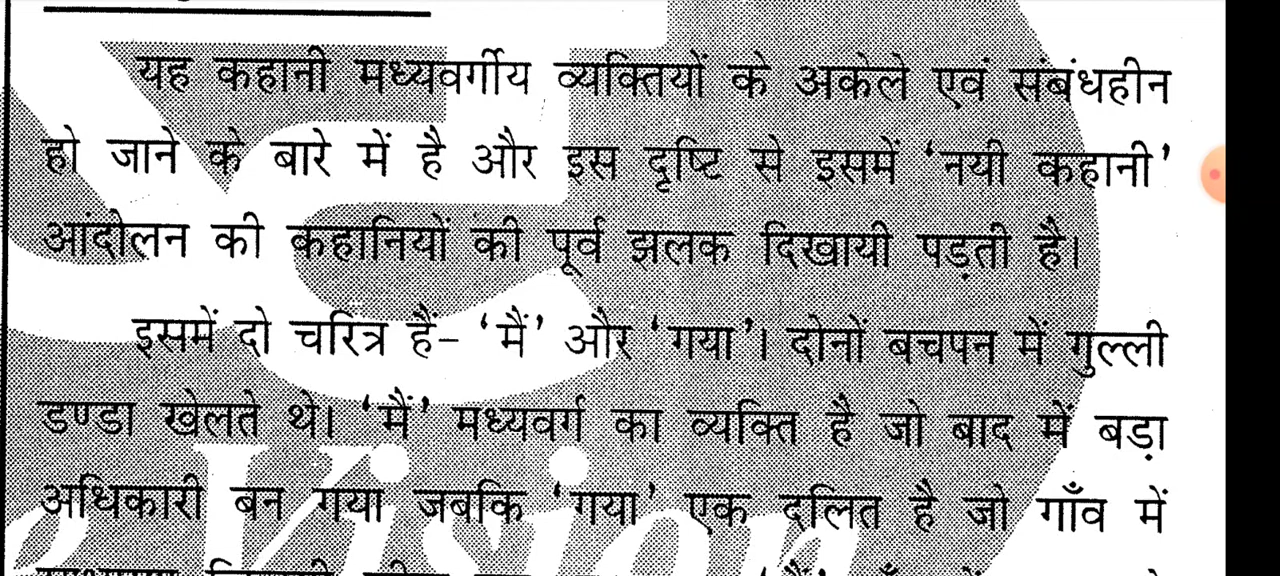 यह कहानी मध्यवर्गीय व्यक्तियों के अकेले एवं संबंधहीन
हो जाने के बारे में है और इस दृष्टि से इसमें ‘नयी कहानी’
आंदोलन की कहानियों की पूर्व झलक दिखायी पड़ती है।
इसमें दो चरित्र हैं– ‘मैं’ और ‘गया’। दोनों बचपन में गुल्ली
डण्डा खेलते थे। ‘मैं’ मध्यवर्ग का व्यक्ति है जो बाद में बड़ा
अधिकारी बन गया जबकि ‘गया’ एक दलित है जो गाँव में